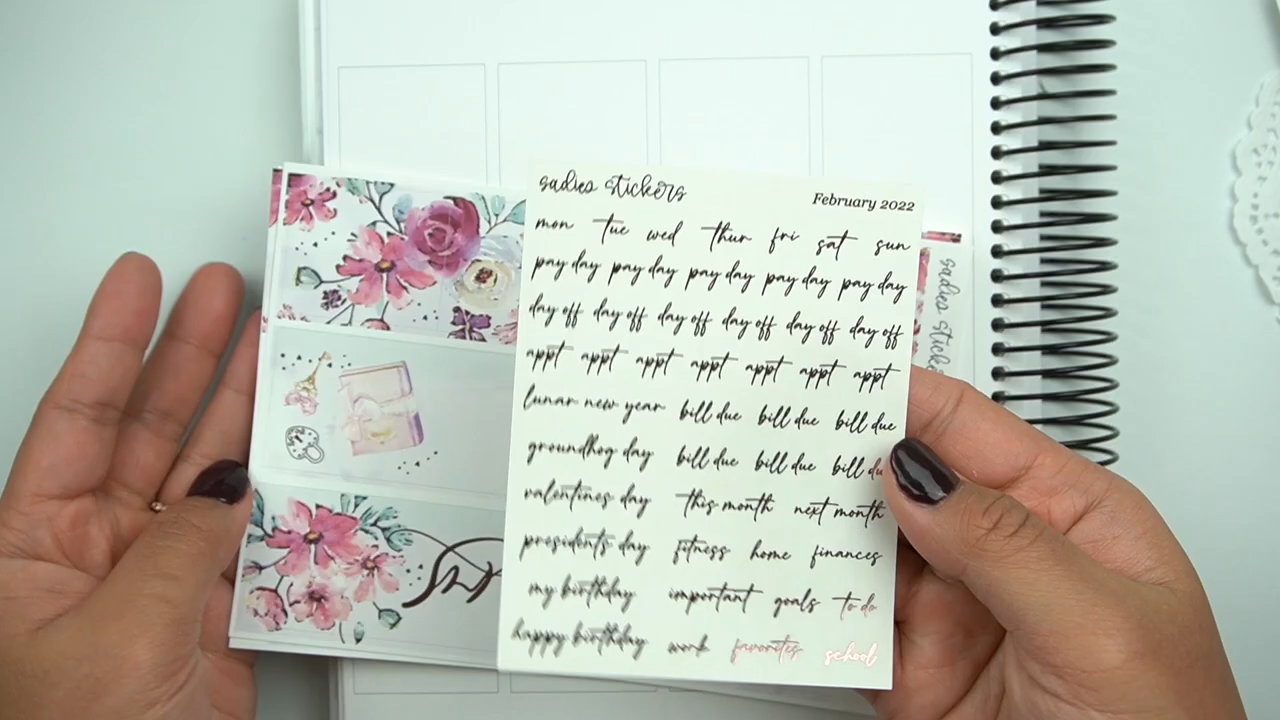 sadies stickers
February 2022
mon tue wed thur fri sat sun
pay day pay day pay day pay day pay day
day off day off day off day off day off day off
appt appt appt appt appt appt appt
lunar new year bill due bill due bill due
groundhog day bill due bill due bill du
valentines day this month next month
presidents day fitness home finances
my birthday important goals to do
happy birthday work favorites school
sadies sticke